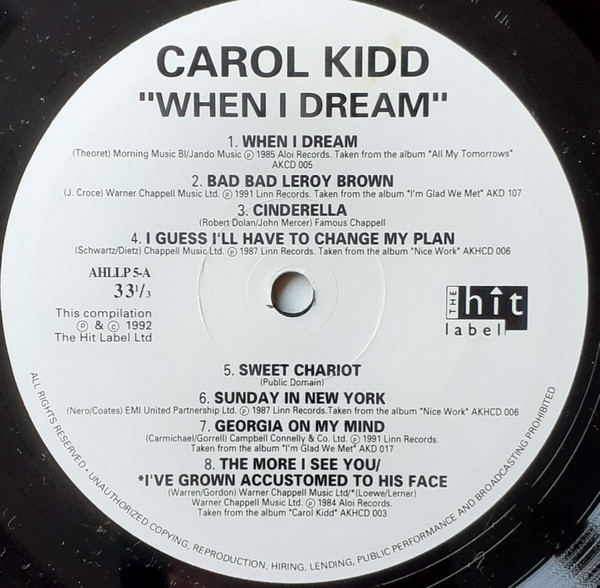 CAROL KIDD
"WHEN I DREAM"
1. WHEN I DREAM
(Theoret) Morning Music BI/Jando Music ℗ 1985 Aloi Records. Taken from the album "All My Tomorrows"
AKCD 005
2. BAD BAD LEROY BROWN
(J. Croce) Warner Chappell Music Ltd. ℗ 1991 Linn Records. Taken from the album "I'm Glad We Met" AKD 107
3. CINDERELLA
(Robert Dolan/John Mercer) Famous Chappell
4. I GUESS I'LL HAVE TO CHANGE MY PLAN
(Schwartz/Dietz) Chappell Music Ltd. ℗ 1987 Linn Records. Taken from the album "Nice Work" AKHCD 006
AHLLP 5-A
33 1/3
This compilation
℗ & © 1992
The Hit Label Ltd
THE hit
label
5. SWEET CHARIOT
(Public Domain)
6. SUNDAY IN NEW YORK
(Nero/Coates) EMI United Partnership Ltd. ℗ 1987 Linn Records.Taken from the album "Nice Work" AKHCD 006
7. GEORGIA ON MY MIND
(Carmichael/Gorrell) Campbell Connelly & Co. Ltd. ℗ 1991 Linn Records.
Taken from the album "I'm Glad We Met" AKD 017
8. THE MORE I SEE YOU/
*I'VE GROWN ACCUSTOMED TO HIS FACE
(Warren/Gordon) Warner Chappell Music Ltd/*(Loewe/Lerner)
Warner Chappell Music Ltd. ℗ 1984 Aloi Records.
Taken from the album "Carol Kidd" AKHCD 003
ALL RIGHTS RESERVED • UNAUTHORIZED COPYING, REPRODUCTION, HIRING, LENDING, PUBLIC PERFORMANCE AND BROADCASTING PROHIBITED